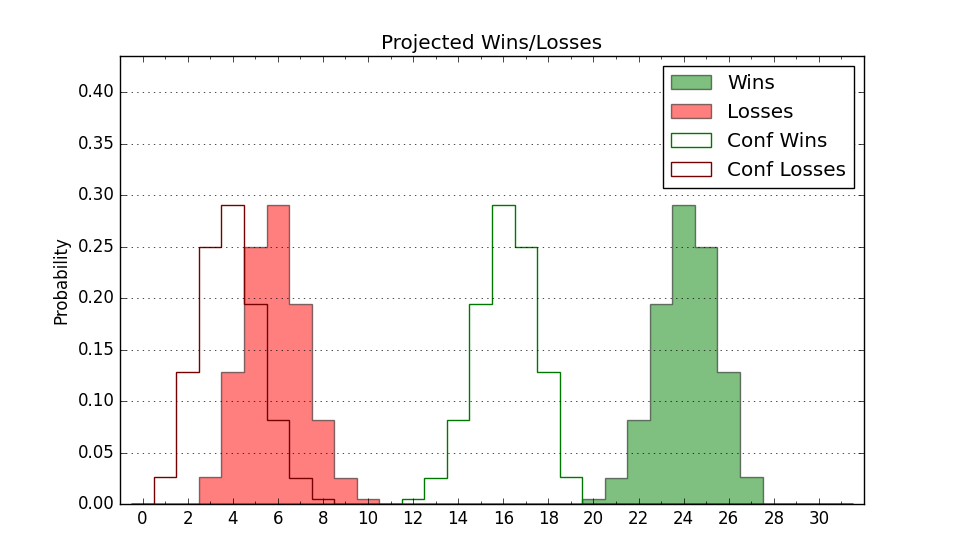 Projected Wins/Losses
Wins
Losses
Conf Wins
Conf Losses
Probability
0.40
0.35
0.30
0.25
0.20
0.15
0.10
0.05
0.00
0 2 4 6 8 10 12 14 16 18 20 22 24 26 28 30